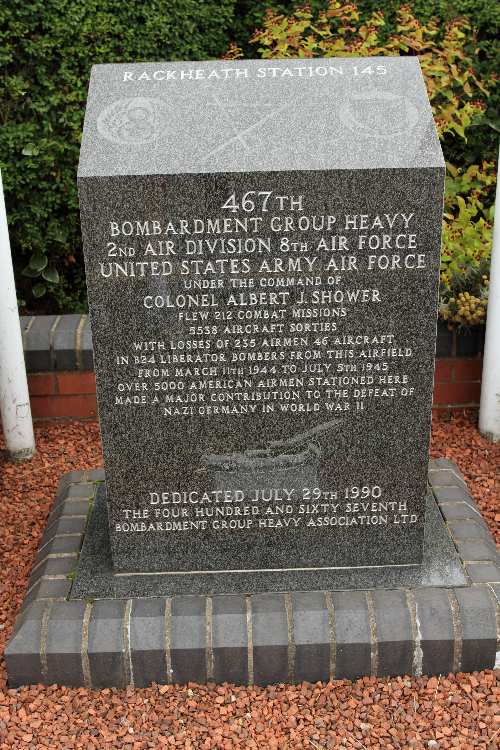 RACKHEATH STATION 145
467TH
BOMBARDMENT GROUP HEAVY
2ND AIR DIVISION 8TH AIR FORCE
UNITED STATES ARMY AIR FORCE
UNDER THE COMMAND OF
COLONEL ALBERT J. SHOWER
FLEW 212 COMBAT MISSIONS
5538 AIRCRAFT SORTIES
WITH LOSSES OF 235 AIRMEN 46 AIRCRAFT
IN B24 LIBERATOR BOMBERS FROM THIS AIRFIELD
FROM MARCH 11TH 1944 TO JULY 5TH 1945
OVER 5000 AMERICAN AIRMEN STATIONED HERE
MADE A MAJOR CONTRIBUTION TO THE DEFEAT OF
NAZI GERMANY IN WORLD WAR II
DEDICATED JULY 29TH 1990
THE FOUR HUNDRED AND SIXTY SEVENTH
BOMBARDMENT GROUP HEAVY ASSOCIATION LTD